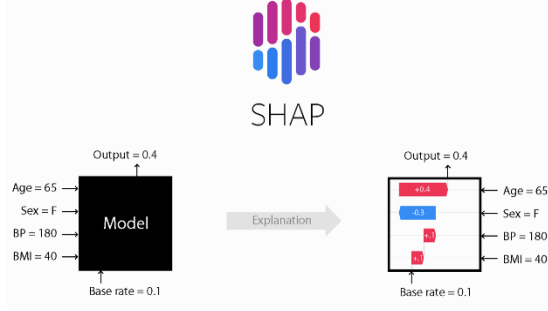 SHAP
Output = 0.4
Age = 65
Sex = F
BP = 180
BMI = 40
Model
Base rate = 0.1
Explanation
Output = 0.4
+0.4
-0.3
+.1
+.1
Age = 65
Sex = F
BP = 180
BMI = 40
Base rate = 0.1